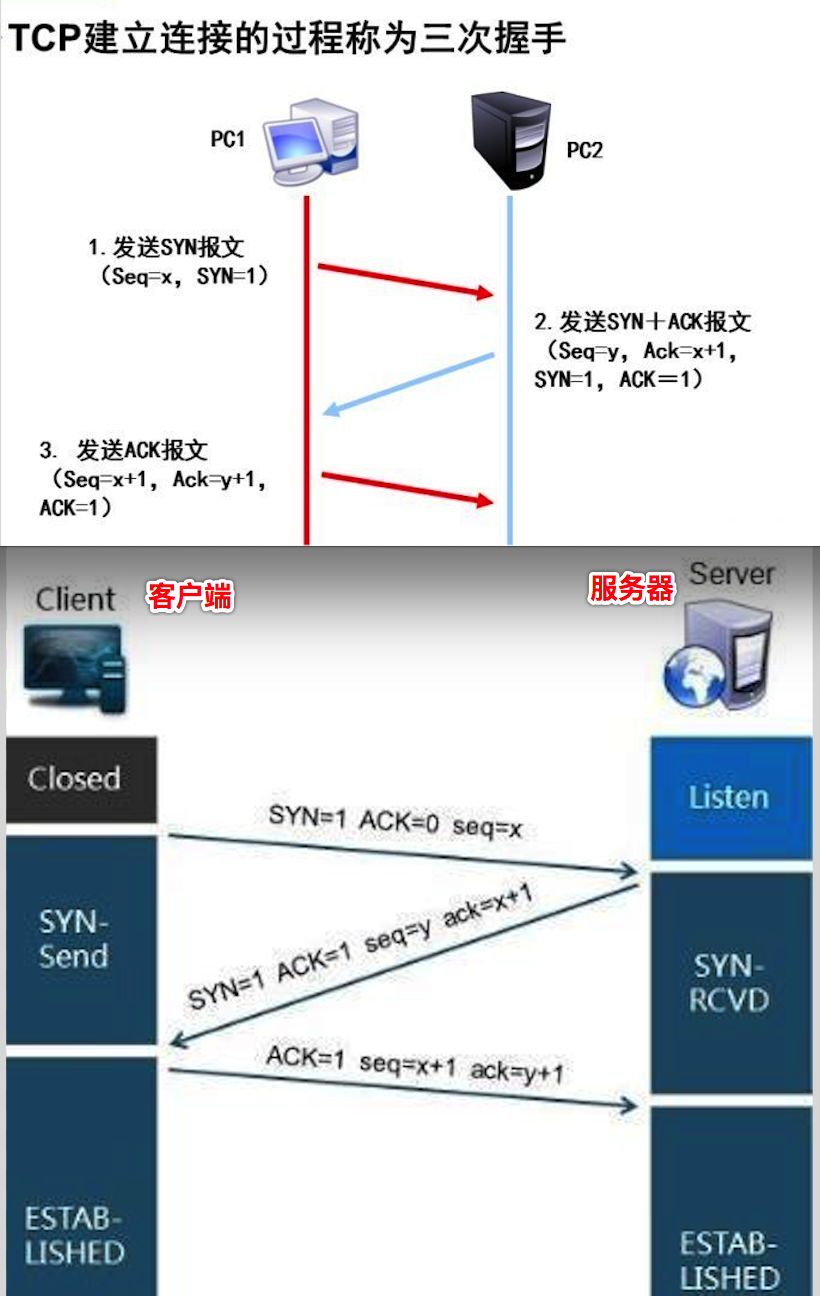 TCP建立连接的过程称为三次握手
PC1
PC2
1.发送SYN报文
（Seq=x, SYN=1）
2.发送SYN＋ACK报文
（Seq=y, Ack=x+1,
SYN=1, ACK＝1）
3. 发送ACK报文
（Seq=x+1, Ack=y+1,
ACK=1）
Client
客户端
服务器
Server
Closed
Listen
SYN=1 ACK=0 seq=x
SYN-
Send
SYN=1 ACK=1 seq=y ack=x+1
SYN-
RCVD
ACK=1 seq=x+1 ack=y+1
ESTAB-
LISHED
ESTAB-
LISHED